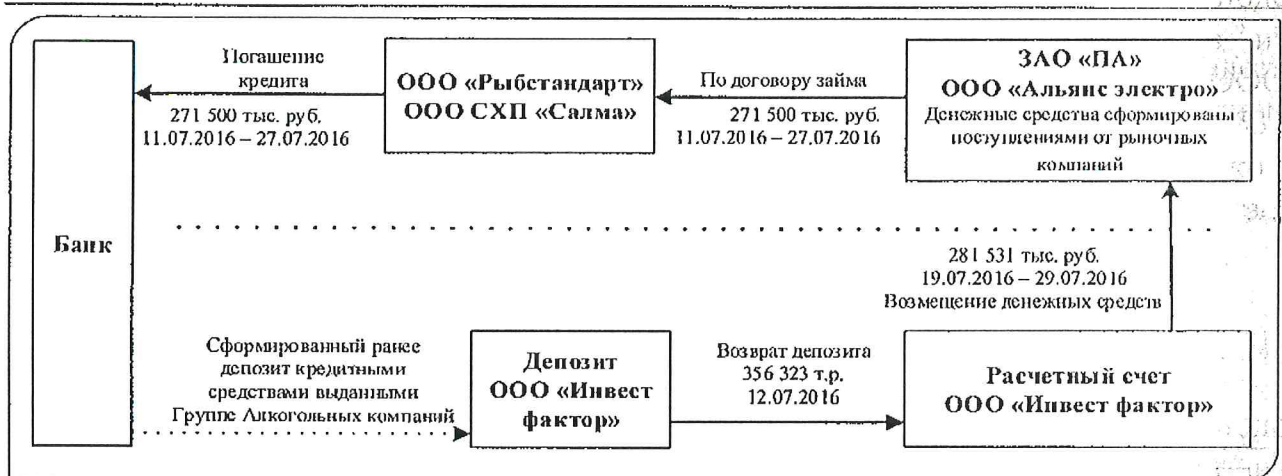 Погашение
кредита
271 500 тыс. руб.
11.07.2016 – 27.07.2016
ООО «Рыбстандарт»
ООО СХП «Салма»
По договору займа
271 500 тыс. руб.
11.07.2016 – 27.07.2016
ЗАО «ПА»
ООО «Альянс электро»
Денежные средства сформированы
поступлениями от рыночных
компаний
Банк
281 531 тыс. руб.
19.07.2016 – 29.07.2016
Возмещение денежных средств
Сформированный ранее
депозит кредитными
средствами выданными
Группе Алкогольных компаний
Депозит
ООО «Инвест
фактор»
Возврат депозита
356 323 т.р.
12.07.2016
Расчетный счет
ООО «Инвест фактор»